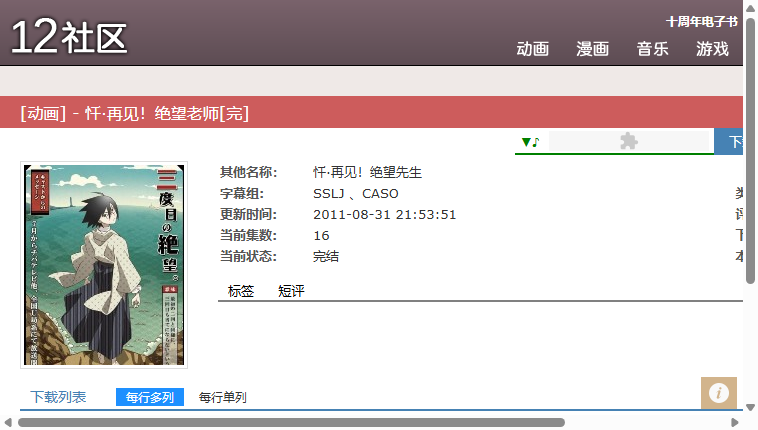 12社区
十周年电子书
动画 漫画 音乐 游戏
[动画] - 忏·再见！绝望老师[完]
▼♪
下
其他名称： 忏·再见！绝望先生
字幕组： SSLJ 、CASO 类
更新时间： 2011-08-31 21:53:51 评
当前集数： 16 下
当前状态： 完结 本
标签 短评
三度目の絶望。
下载列表 每行多列 每行单列